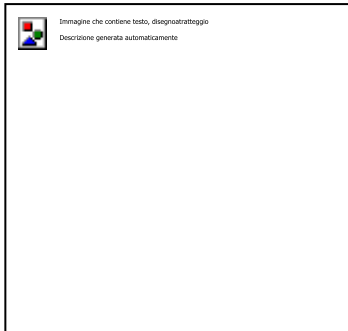 Immagine che contiene testo, disegnoatratteggio
Descrizione generata automaticamente